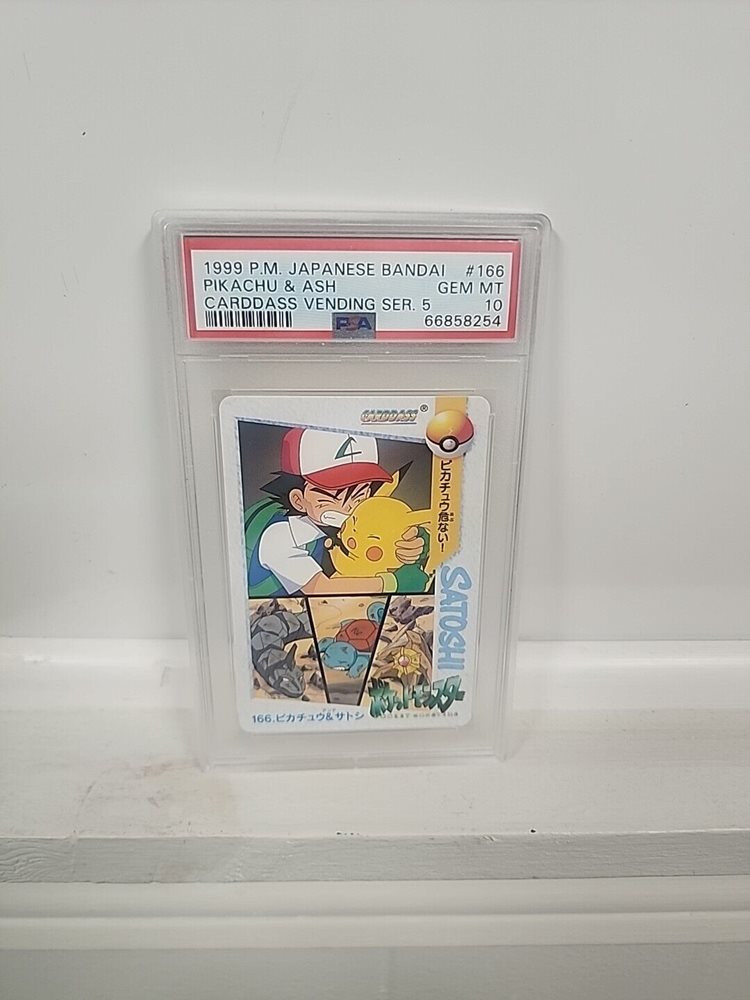 1999 P.M. JAPANESE BANDAI #166
PIKACHU & ASH GEM MT
CARDDASS VENDING SER. 5 10
PSA 66858254
CARDDASS®
ピカチュウ危ない!
SATOSHI
ポケットモンスター
166.ピカチュウ&サトシ